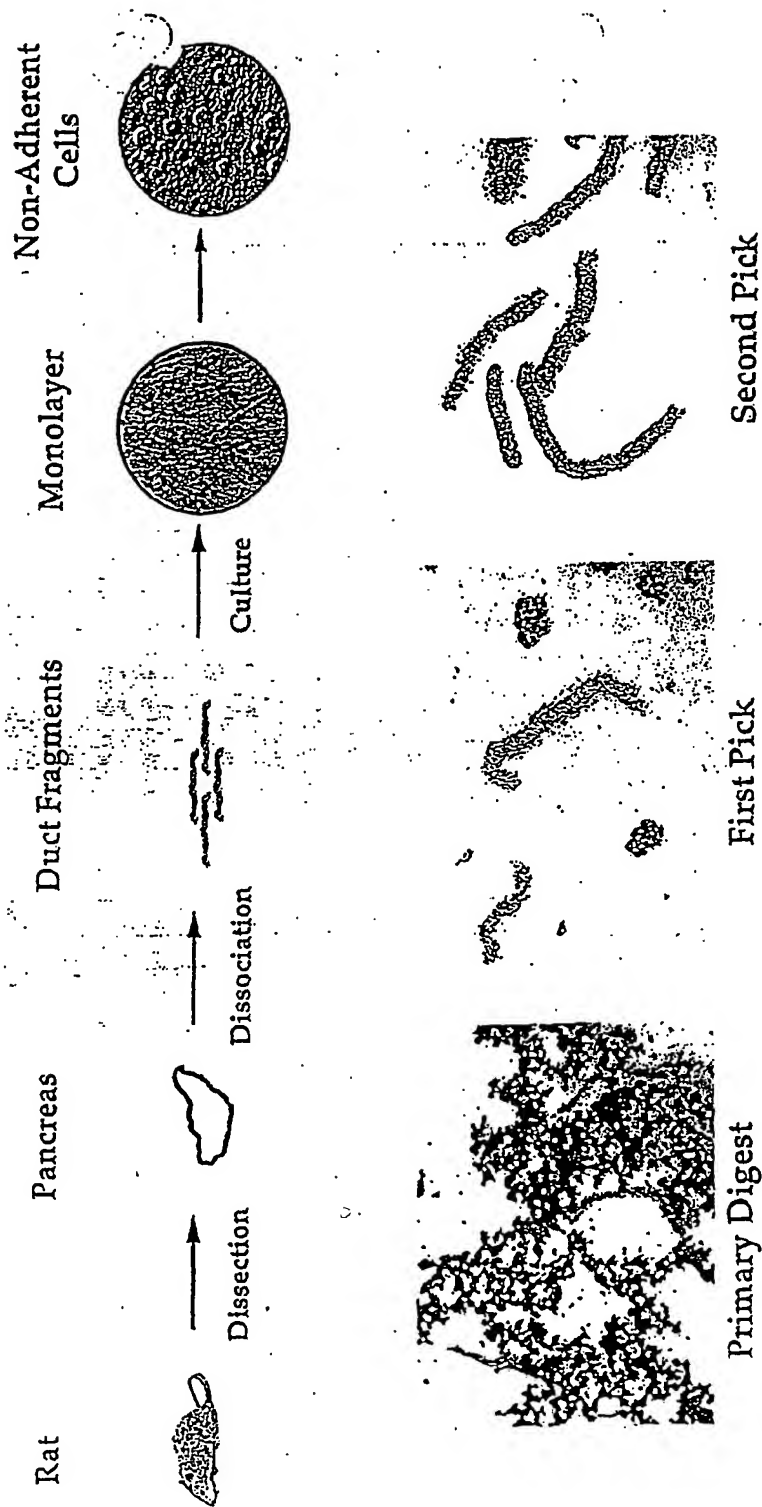 Rat
Pancreas
Duct Fragments
Monolayer
Non-Adherent
Cells
Dissection
Dissociation
Culture
Primary Digest
First Pick
Second Pick